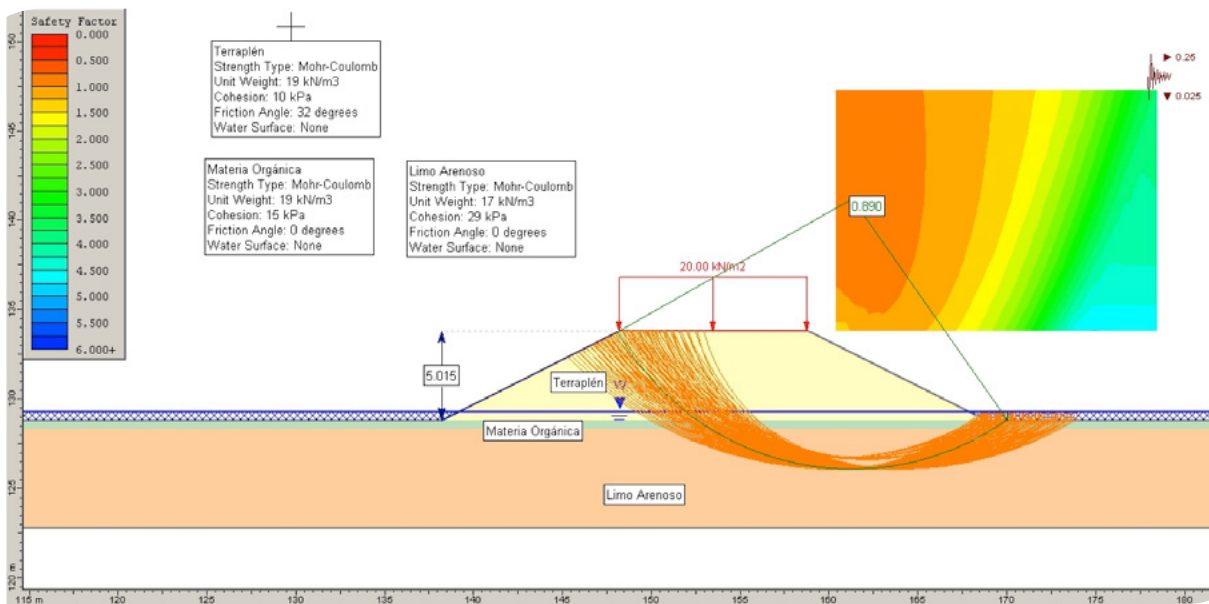 Safety Factor
0.000
0.500
1.000
1.500
2.000
2.500
3.000
3.500
4.000
4.500
5.000
5.500
6.000+
Terraplén
Strength Type: Mohr-Coulomb
Unit Weight: 19 kN/m3
Cohesion: 10 kPa
Friction Angle: 32 degrees
Water Surface: None
Materia Orgánica
Strength Type: Mohr-Coulomb
Unit Weight: 19 kN/m3
Cohesion: 15 kPa
Friction Angle: 0 degrees
Water Surface: None
Limo Arenoso
Strength Type: Mohr-Coulomb
Unit Weight: 17 kN/m3
Cohesion: 29 kPa
Friction Angle: 0 degrees
Water Surface: None
0.25
0.025
0.890
20.00 kN/m2
5.015
Terraplén
W
Materia Orgánica
Limo Arenoso
150
145
140
135
130
125
120 m
115 m
120
125
130
135
140
145
150
155
160
165
170
175
180